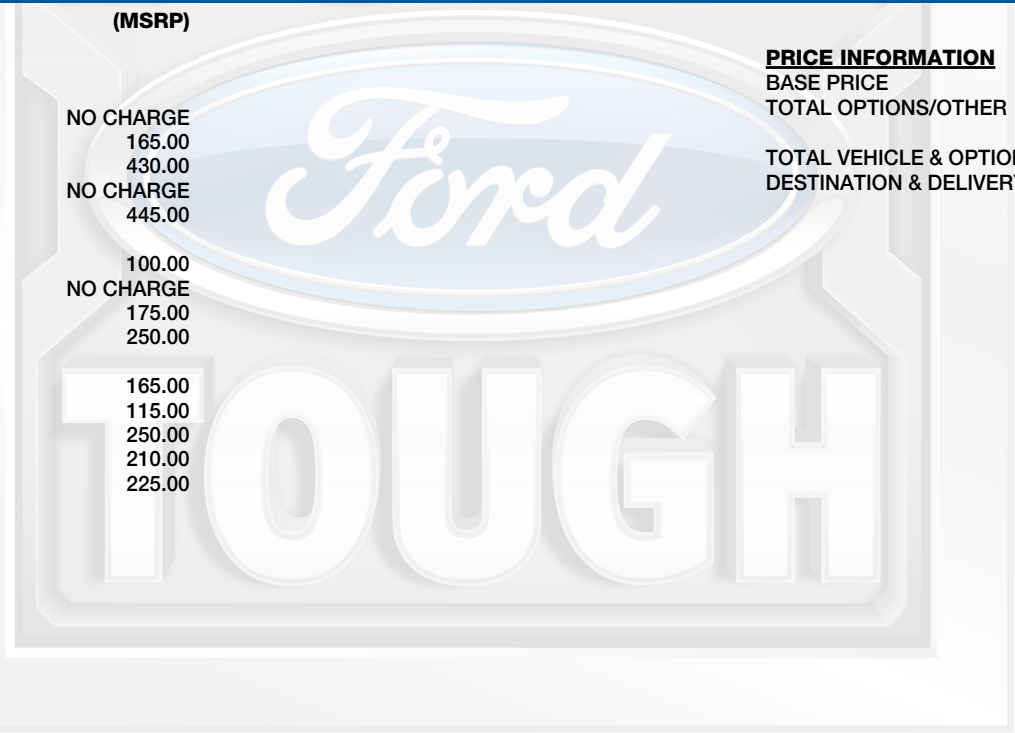 (MSRP)
NO CHARGE
165.00
430.00
NO CHARGE
445.00
100.00
NO CHARGE
175.00
250.00
165.00
115.00
250.00
210.00
225.00
PRICE INFORMATION
BASE PRICE
TOTAL OPTIONS/OTHER
TOTAL VEHICLE & OPTION
DESTINATION & DELIVERY
Ford
TOUGH